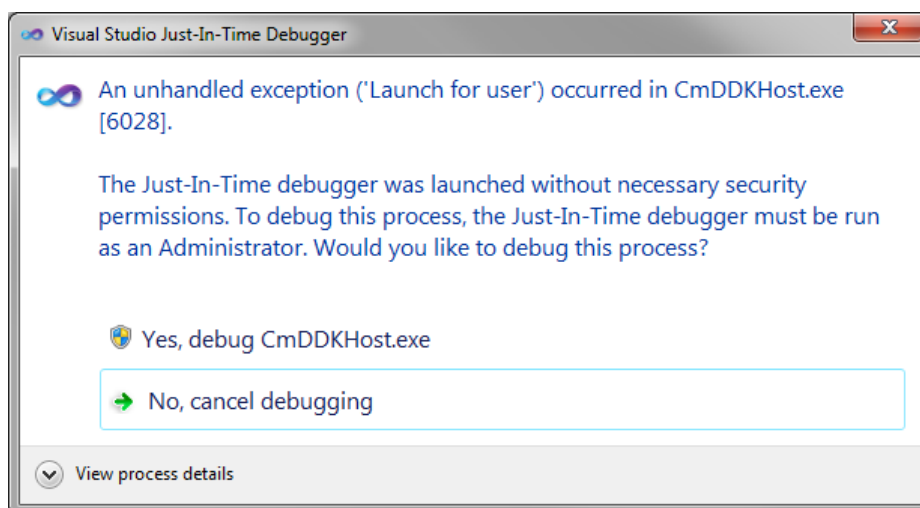 Visual Studio Just-In-Time Debugger
An unhandled exception ('Launch for user') occurred in CmDDKHost.exe
[6028].
The Just-In-Time debugger was launched without necessary security
permissions. To debug this process, the Just-In-Time debugger must be run
as an Administrator. Would you like to debug this process?
Yes, debug CmDDKHost.exe
No, cancel debugging
View process details